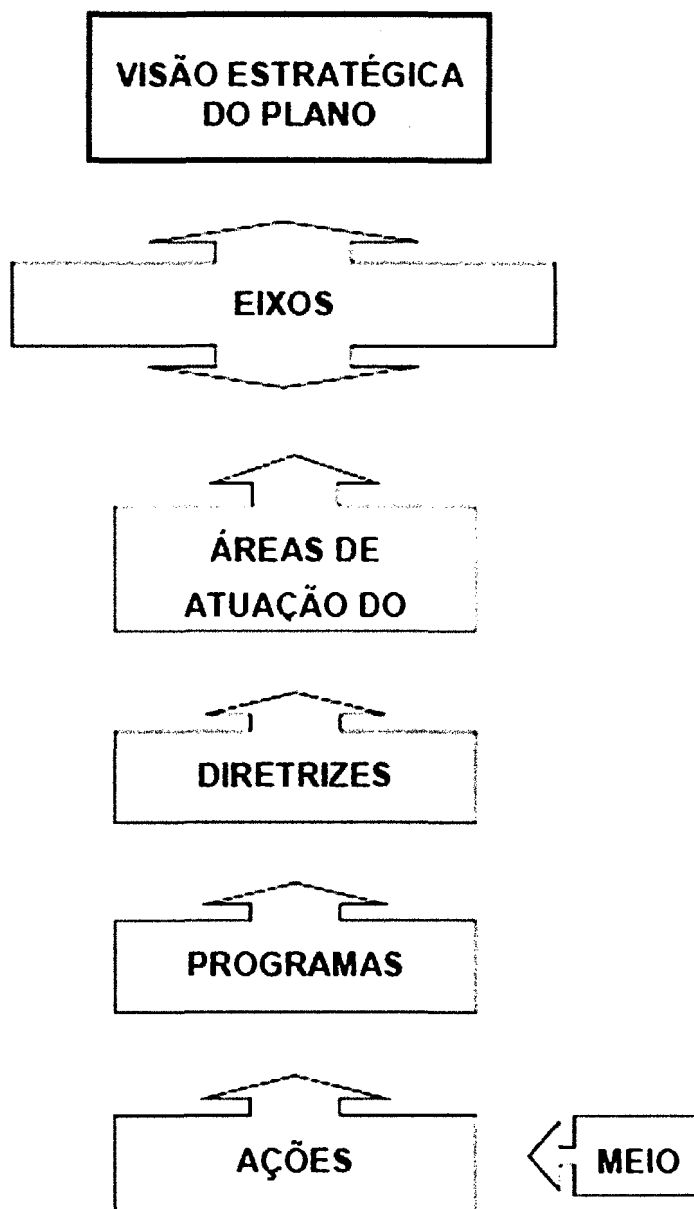 VISÃO ESTRATÉGICA
DO PLANO
EIXOS
ÁREAS DE
ATUAÇÃO DO
DIRETRIZES
PROGRAMAS
AÇÕES
MEIO